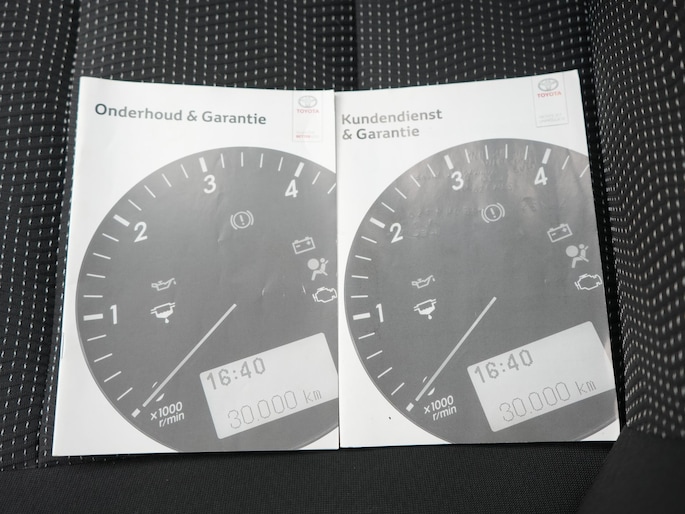 Onderhoud & Garantie
TOYOTA
1
2
3
4
16:40
30.000 km
x1000
r/min
Kundendienst
& Garantie
TOYOTA
1
2
3
4
16:40
30.000 km
x1000
r/min